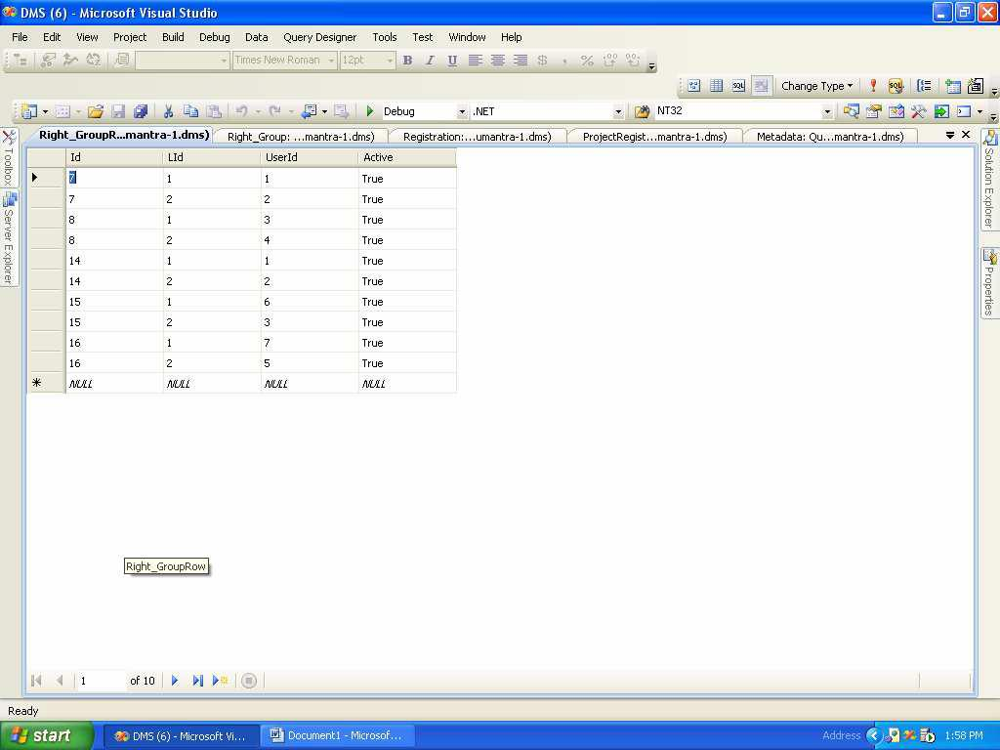 DMS (6) - Microsoft Visual Studio
File Edit View Project Build Debug Data Query Designer Tools Test Window Help
Times New Roman 12pt B I U $ , %
SQL Change Type ! SQL
Debug .NET NT32
Right_GroupR...mantra-1.dms) Right_Group: ...mantra-1.dms) Registration:...umantra-1.dms) ProjectRegist...mantra-1.dms) Metadata: Qu...mantra-1.dms)
Toolbox
Server Explorer
Id LId UserId Active
7 1 1 True
7 2 2 True
8 1 3 True
8 2 4 True
14 1 1 True
14 2 2 True
15 1 6 True
15 2 3 True
16 1 7 True
16 2 5 True
NULL NULL NULL NULL
Solution Explorer
Properties
Right_GroupRow
1 of 10
Ready
start DMS (6) - Microsoft Vi... Document1 - Microsof... Address 1:58 PM